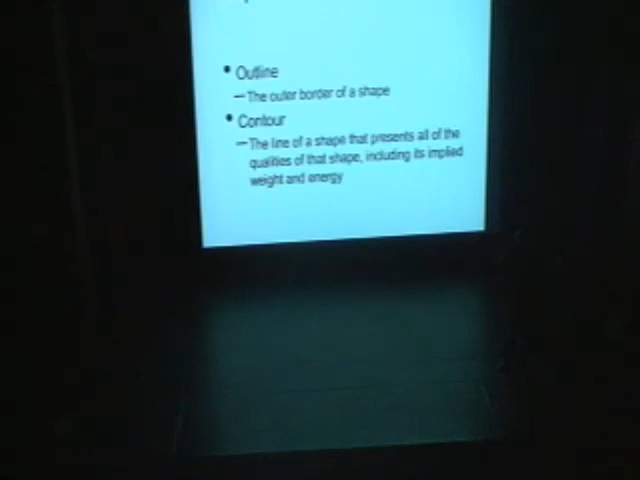 • Outline
– The outer border of a shape
• Contour
– The line of a shape that presents all of the
qualities of that shape, including its implied
weight and energy